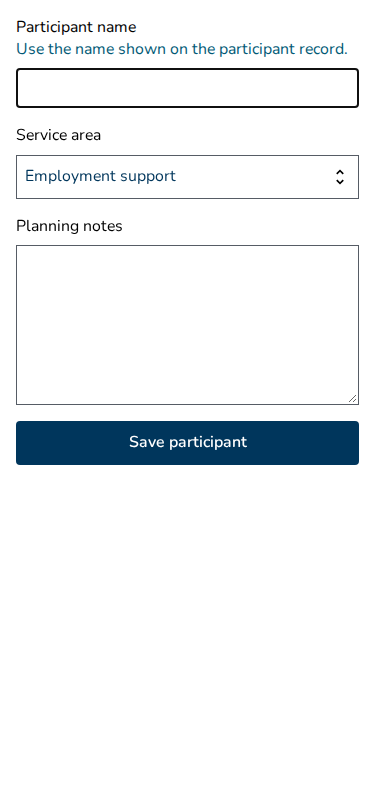 Participant name
Use the name shown on the participant record.
Service area
Employment support
Planning notes
Save participant